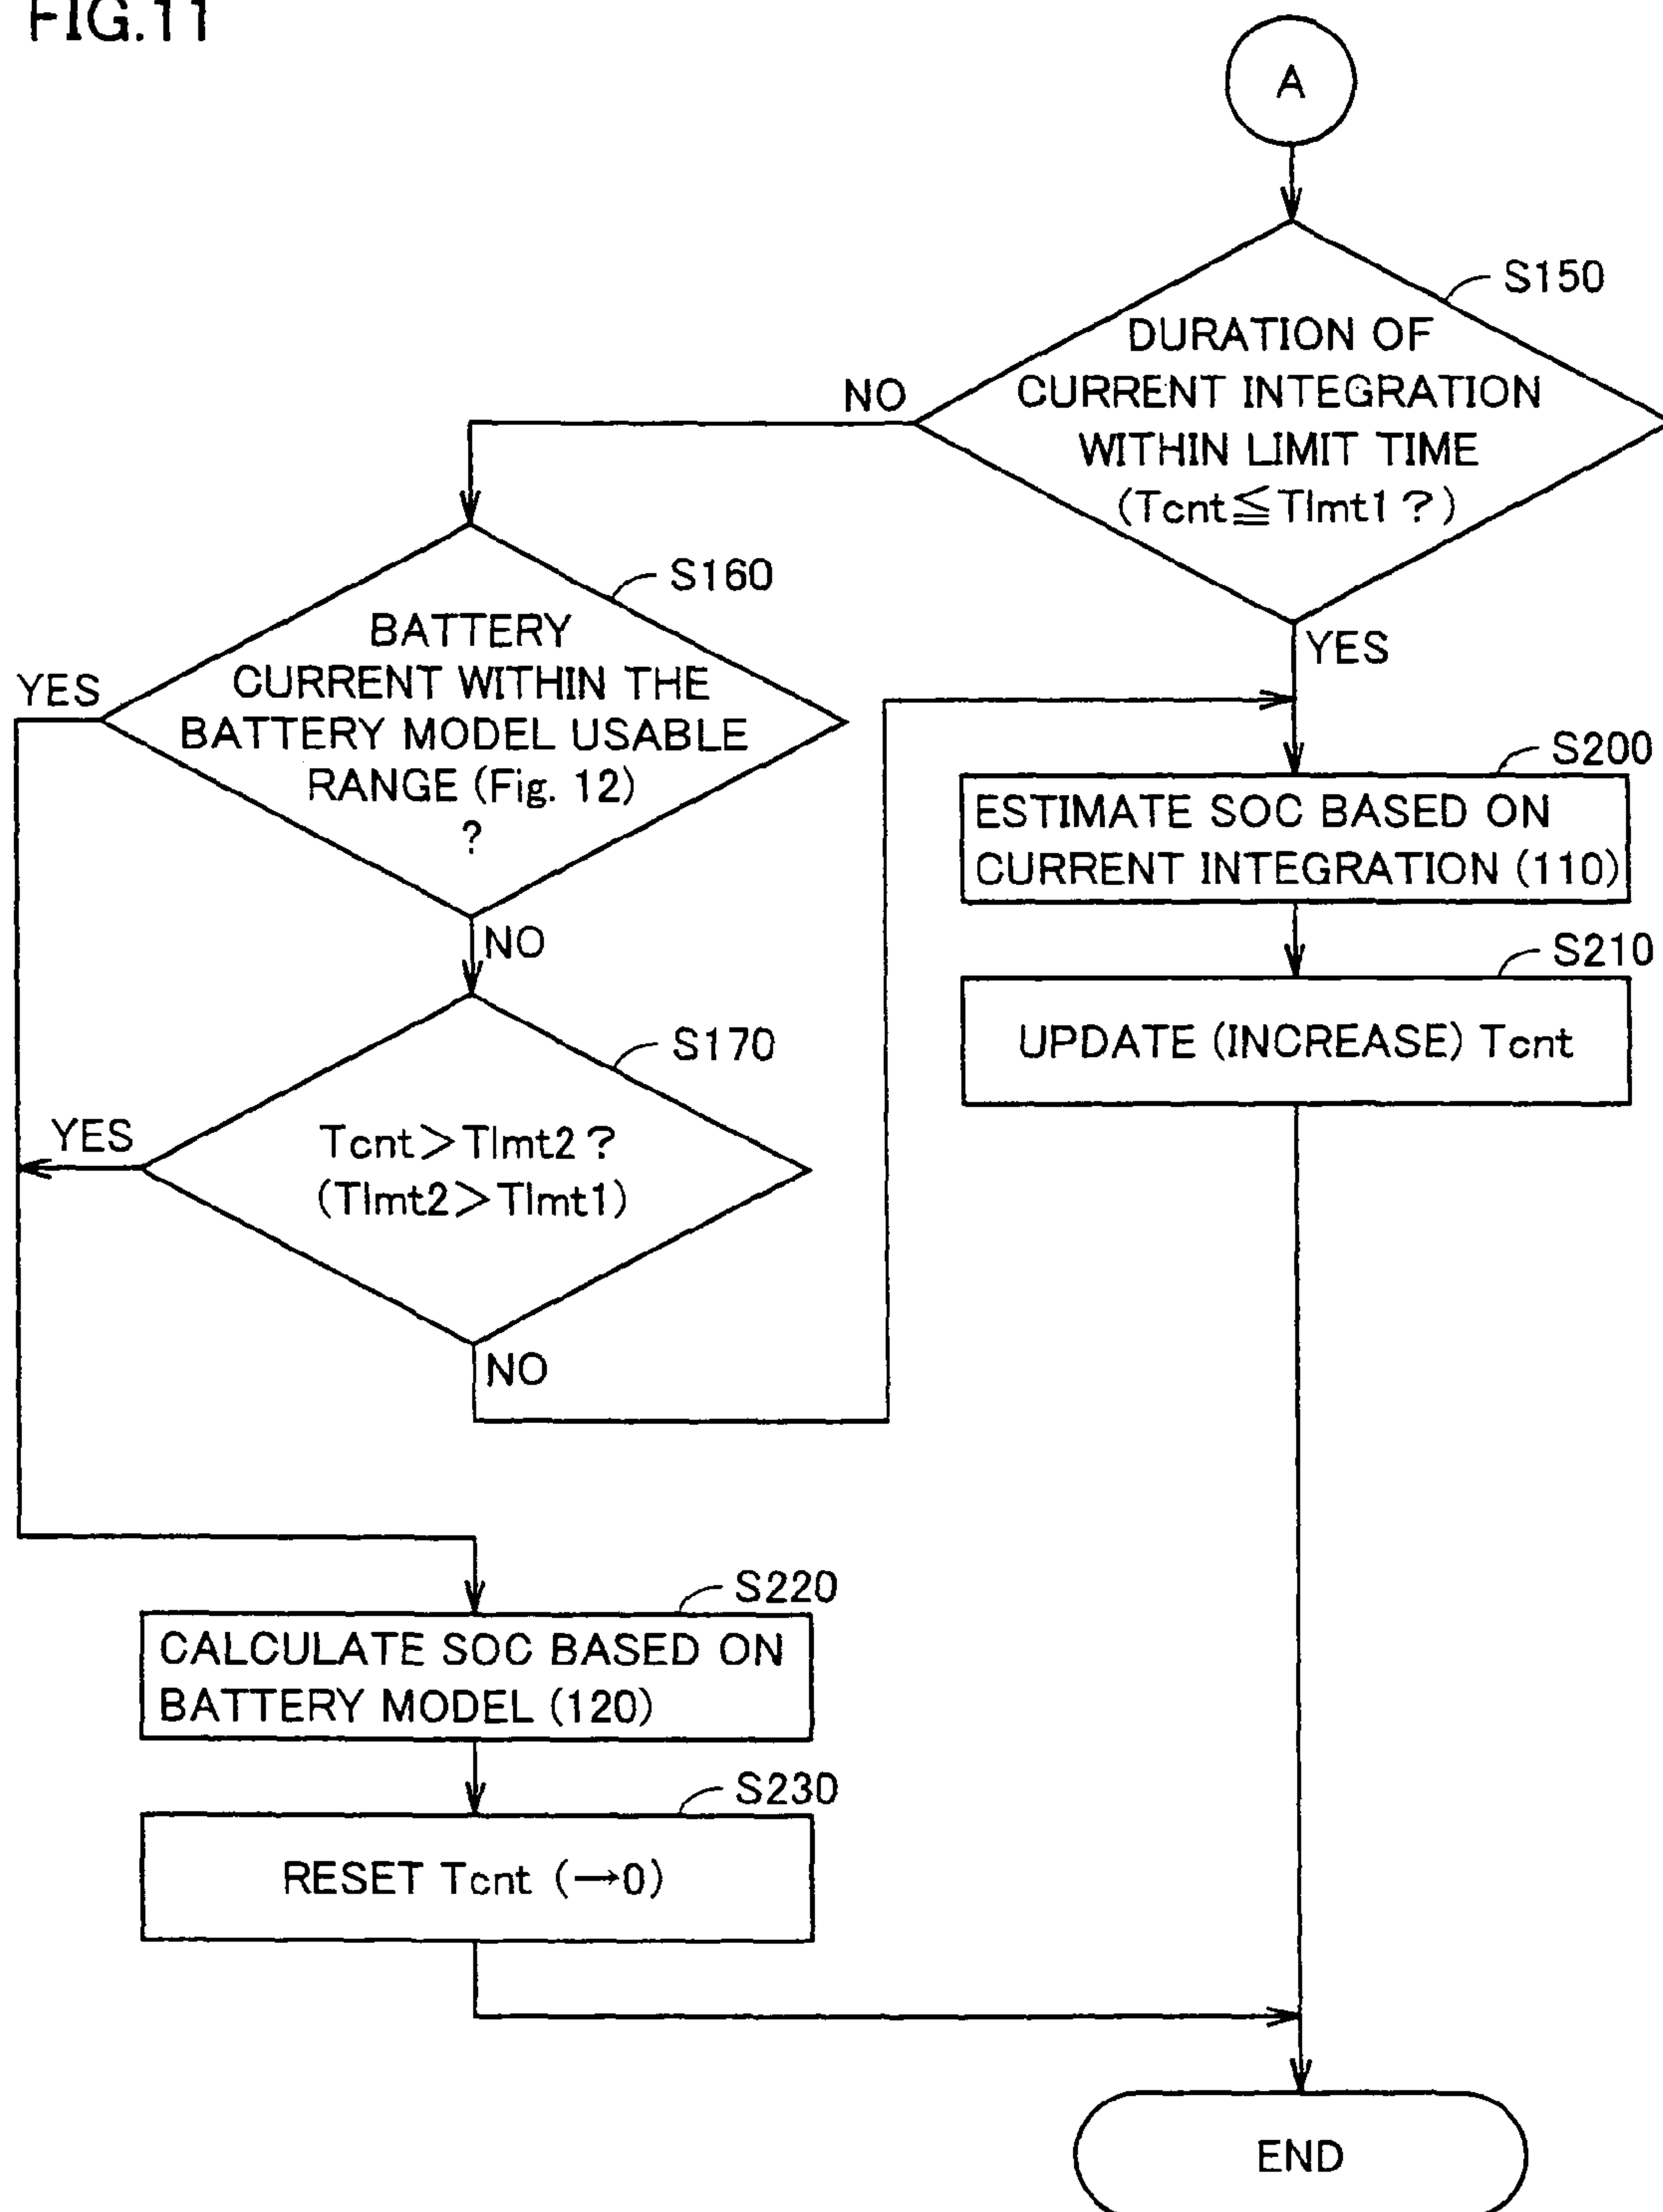 FIG.11
A
S150
DURATION OF
CURRENT INTEGRATION
WITHIN LIMIT TIME
(Tcnt≦Tlmt1 ?)
NO
YES
S160
BATTERY
CURRENT WITHIN THE
BATTERY MODEL USABLE
RANGE (Fig. 12)
?
YES
NO
S170
Tcnt>Tlmt2 ?
(Tlmt2>Tlmt1)
YES
NO
S200
ESTIMATE SOC BASED ON
CURRENT INTEGRATION (110)
S210
UPDATE (INCREASE) Tcnt
S220
CALCULATE SOC BASED ON
BATTERY MODEL (120)
S230
RESET Tcnt (→0)
END